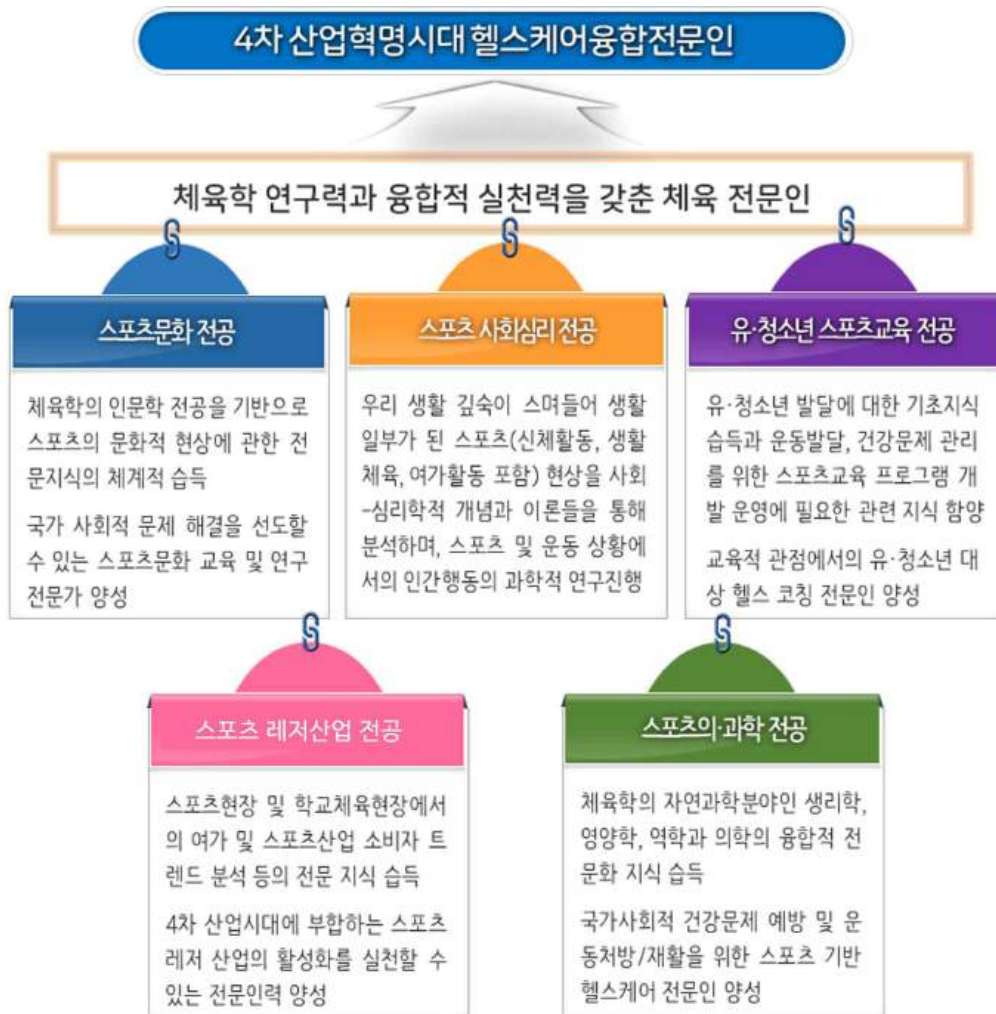 4차 산업혁명시대 헬스케어융합전문인
체육학 연구력과 융합적 실천력을 갖춘 체육 전문인
스포츠문화 전공
체육학의 인문학 전공을 기반으로
스포츠의 문화적 현상에 관한 전
문지식의 체계적 습득
국가 사회적 문제 해결을 선도할
수 있는 스포츠문화 교육 및 연구
전문가 양성
스포츠 사회심리 전공
우리 생활 깊숙이 스며들어 생활
일부가 된 스포츠(신체활동, 생활
체육, 여가활동 포함) 현상을 사회
-심리학적 개념과 이론들을 통해
분석하며, 스포츠 및 운동 상황에
서의 인간행동의 과학적 연구진행
유·청소년 스포츠교육 전공
유·청소년 발달에 대한 기초지식
습득과 운동발달, 건강문제 관리
를 위한 스포츠교육 프로그램 개
발 운영에 필요한 관련 지식 함양
교육적 관점에서의 유·청소년 대
상 헬스 코칭 전문인 양성
스포츠 레저산업 전공
스포츠현장 및 학교체육현장에서
의 여가 및 스포츠산업 소비자 트
렌드 분석 등의 전문 지식 습득
4차 산업시대에 부합하는 스포츠
레저 산업의 활성화를 실천할 수
있는 전문인력 양성
스포츠의·과학 전공
체육학의 자연과학분야인 생리학,
영양학, 역학과 의학의 융합적 전
문화 지식 습득
국가사회적 건강문제 예방 및 운
동처방/재활을 위한 스포츠 기반
헬스케어 전문인 양성